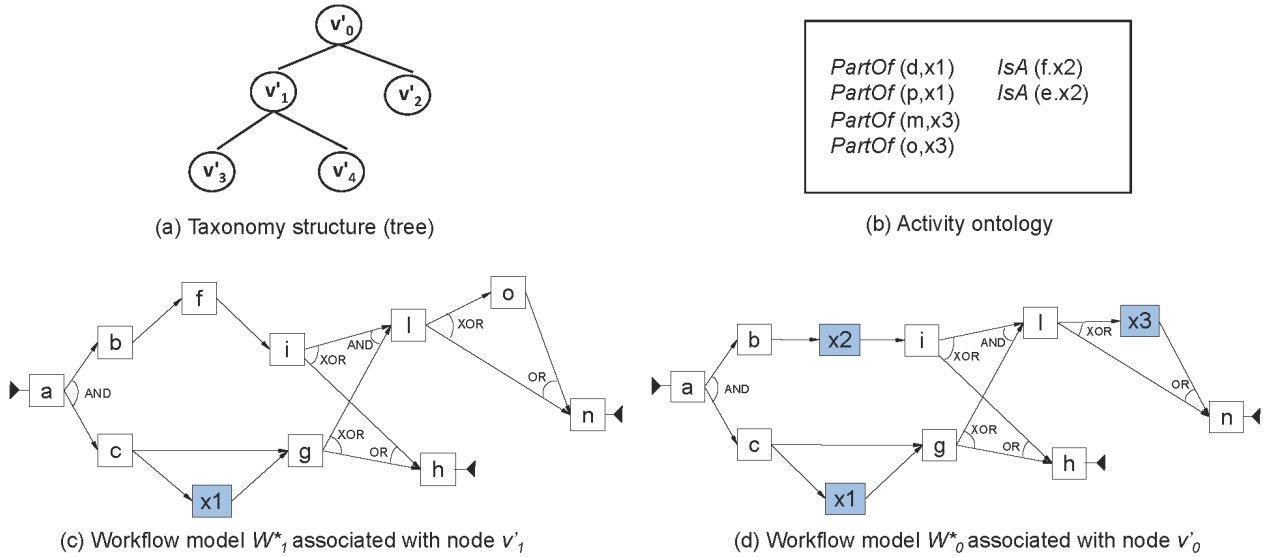 v'0
v'1
v'2
v'3
v'4
(a) Taxonomy structure (tree)
PartOf (d,x1) IsA (f.x2)
PartOf (p,x1) IsA (e.x2)
PartOf (m,x3)
PartOf (o,x3)
(b) Activity ontology
a
AND
b
f
c
x1
i
XOR
AND
g
XOR
OR
l
XOR
o
OR
n
h
(c) Workflow model W*1 associated with node v'1
a
AND
b
x2
c
x1
i
XOR
AND
g
XOR
OR
l
XOR
x3
OR
n
h
(d) Workflow model W*0 associated with node v'0